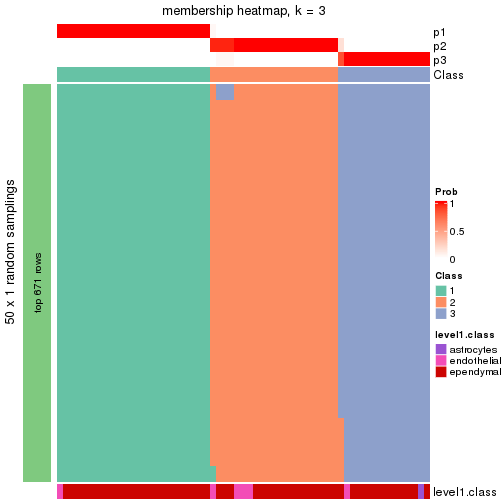 membership heatmap, k = 3
p1
p2
p3
Class
50 x 1 random samplings
top 671 rows
Prob
1
0.5
0
Class
1
2
3
level1.class
astrocytes
endothelial
ependymal
level1.class